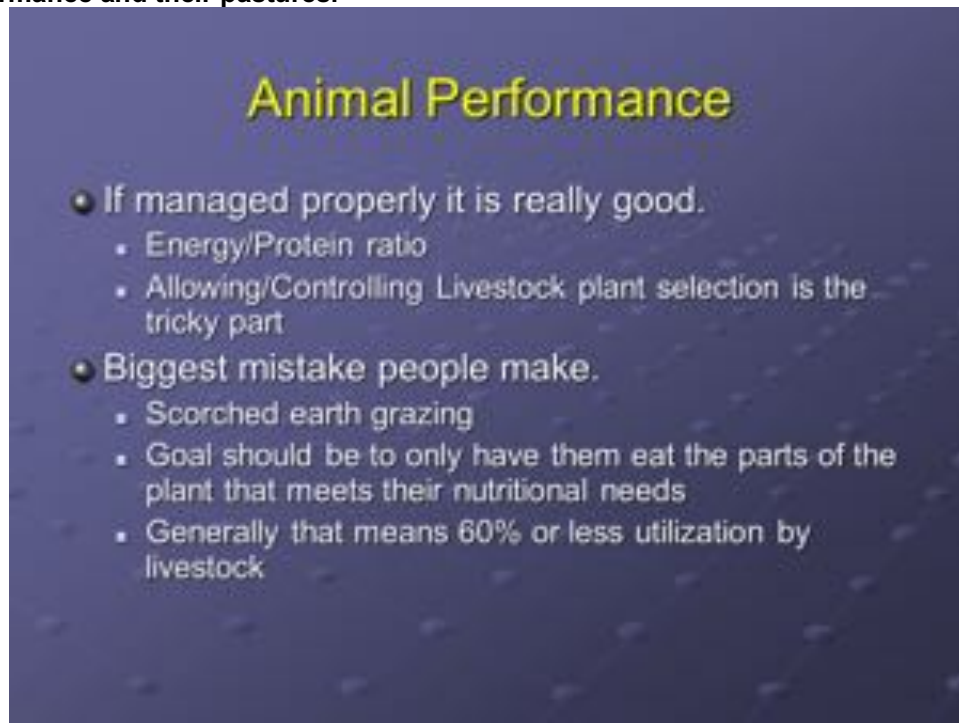 and their pastures.
Animal Performance
If managed properly it is really good.
Energy/Protein ratio
Allowing/Controlling Livestock plant selection is the
tricky part
Biggest mistake people make.
Scorched earth grazing
Goal should be to only have them eat the parts of the
plant that meets their nutritional needs
Generally that means 60% or less utilization by
livestock